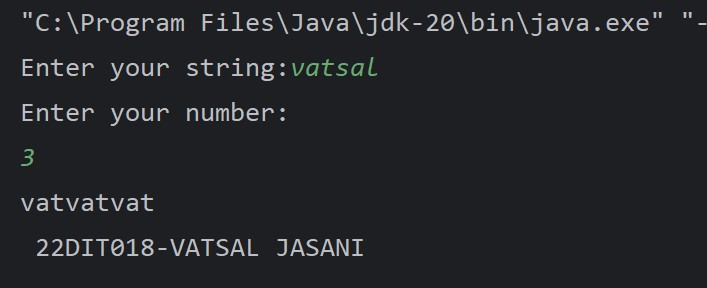 "C:\Program Files\Java\jdk-20\bin\java.exe" "-
Enter your string:vatsal
Enter your number:
3
vatvatvat
 22DIT018-VATSAL JASANI